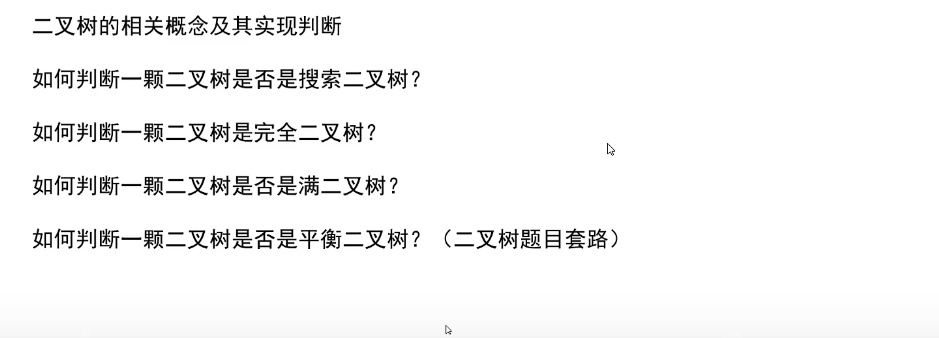 二叉树的相关概念及其实现判断
如何判断一颗二叉树是否是搜索二叉树？
如何判断一颗二叉树是完全二叉树？
如何判断一颗二叉树是否是满二叉树？
如何判断一颗二叉树是否是平衡二叉树？（二叉树题目套路）